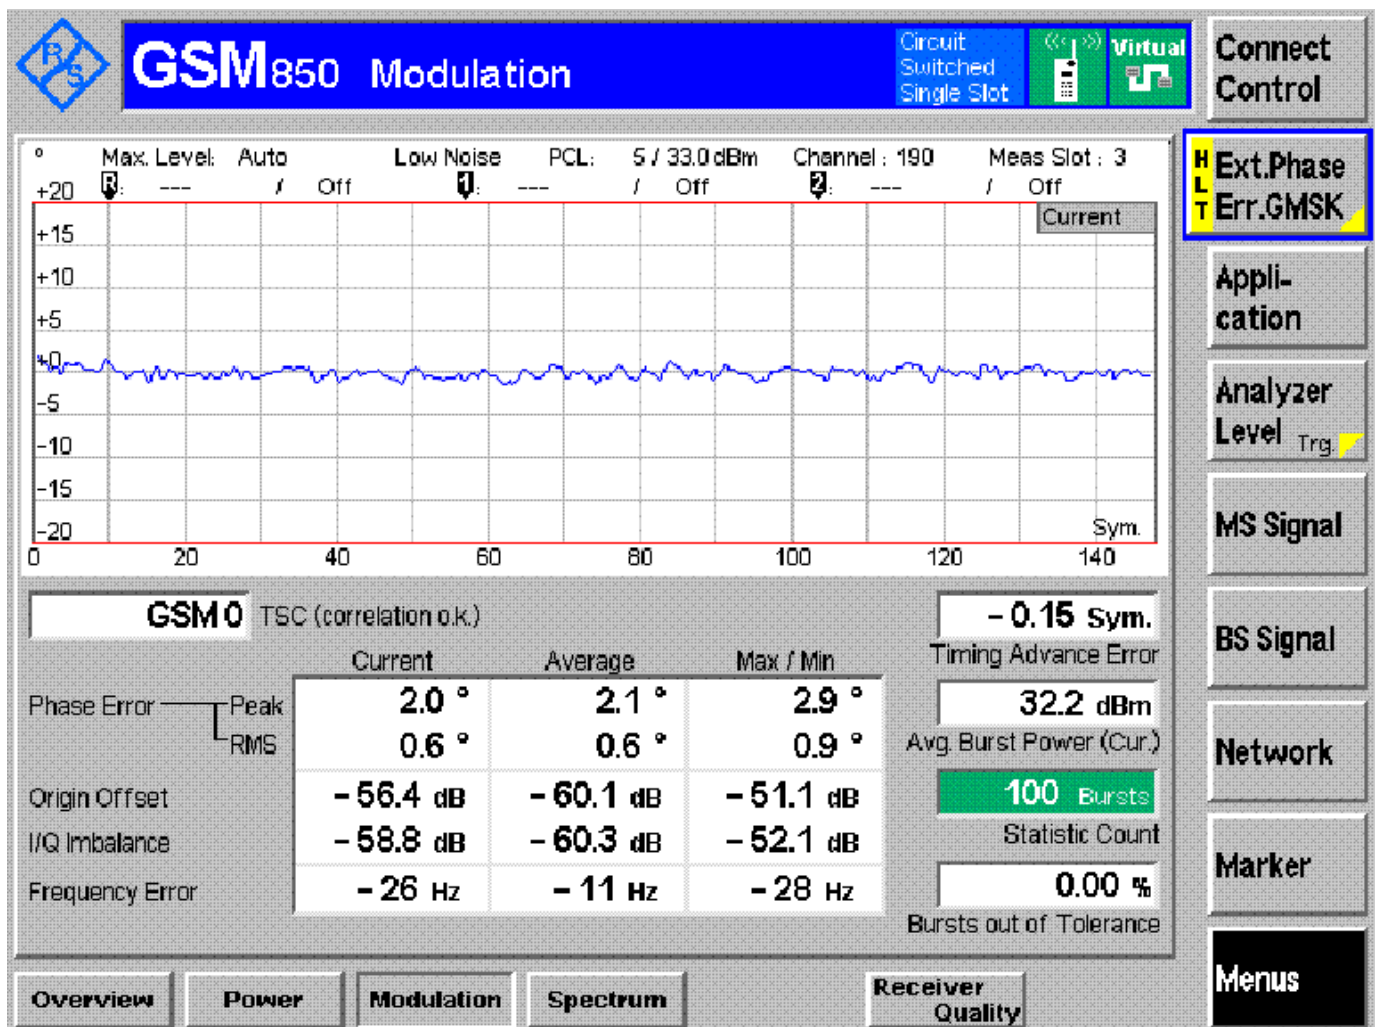 R&S
GSM850 Modulation
Circuit
Switched
Single Slot
Virtual
Connect
Control
° Max. Level: Auto Low Noise PCL: 5 / 33.0 dBm Channel : 190 Meas Slot : 3
R: --- / Off 1: --- / Off 2: --- / Off
Current
+20
+15
+10
+5
+0
-5
-10
-15
-20
Sym.
0 20 40 60 80 100 120 140
GSM 0 TSC (correlation o.k.)
Current Average Max / Min
Phase Error Peak 2.0 ° 2.1 ° 2.9 °
RMS 0.6 ° 0.6 ° 0.9 °
Origin Offset - 56.4 dB - 60.1 dB - 51.1 dB
I/Q Imbalance - 58.8 dB - 60.3 dB - 52.1 dB
Frequency Error - 26 Hz - 11 Hz - 28 Hz
- 0.15 Sym.
Timing Advance Error
32.2 dBm
Avg. Burst Power (Cur.)
100 Bursts
Statistic Count
0.00 %
Bursts out of Tolerance
H
L
T
Ext.Phase
Err.GMSK
Appli-
cation
Analyzer
Level Trg.
MS Signal
BS Signal
Network
Marker
Menus
Overview Power Modulation Spectrum
Receiver
Quality